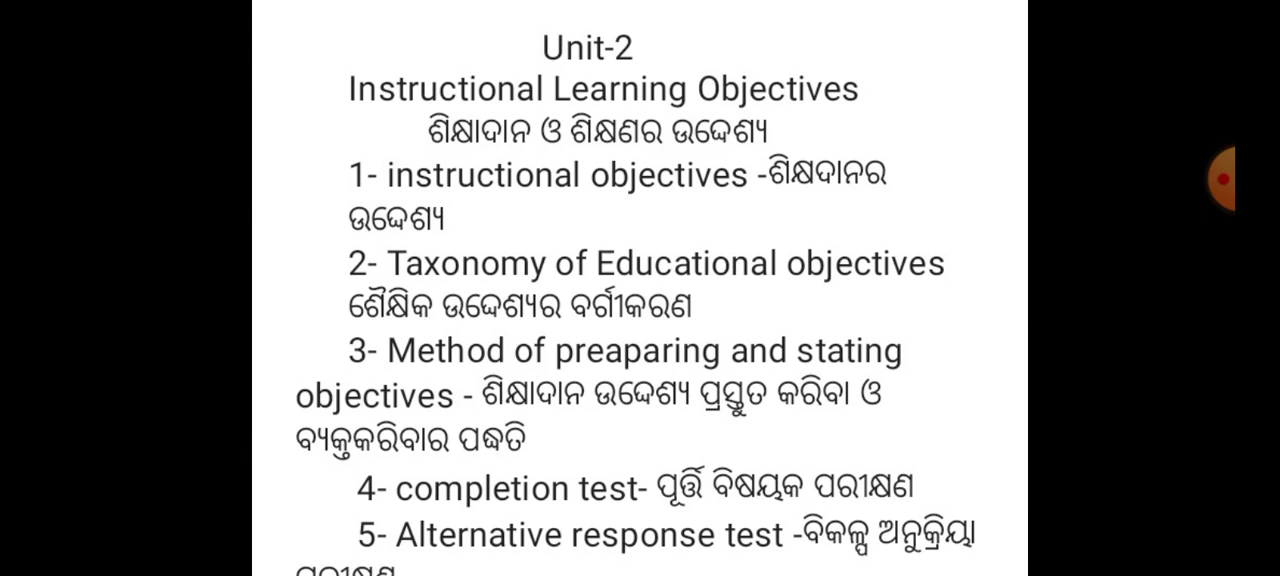 Unit-2
Instructional Learning Objectives
ଶିକ୍ଷାଦାନ ଓ ଶିକ୍ଷଣର ଉଦ୍ଦେଶ୍ୟ
1- instructional objectives -ଶିକ୍ଷଦାନର
ଉଦ୍ଦେଶ୍ୟ
2- Taxonomy of Educational objectives
ଶୈକ୍ଷିକ ଉଦ୍ଦେଶ୍ୟର ବର୍ଗୀକରଣ
3- Method of preaparing and stating
objectives - ଶିକ୍ଷାଦାନ ଉଦ୍ଦେଶ୍ୟ ପ୍ରସ୍ତୁତ କରିବା ଓ
ବ୍ୟକ୍ତକରିବାର ପଦ୍ଧତି
4- completion test- ପୂର୍ତ୍ତି ବିଷୟକ ପରୀକ୍ଷଣ
5- Alternative response test -ବିକଳ୍ପ ଅନୁକ୍ରିୟା